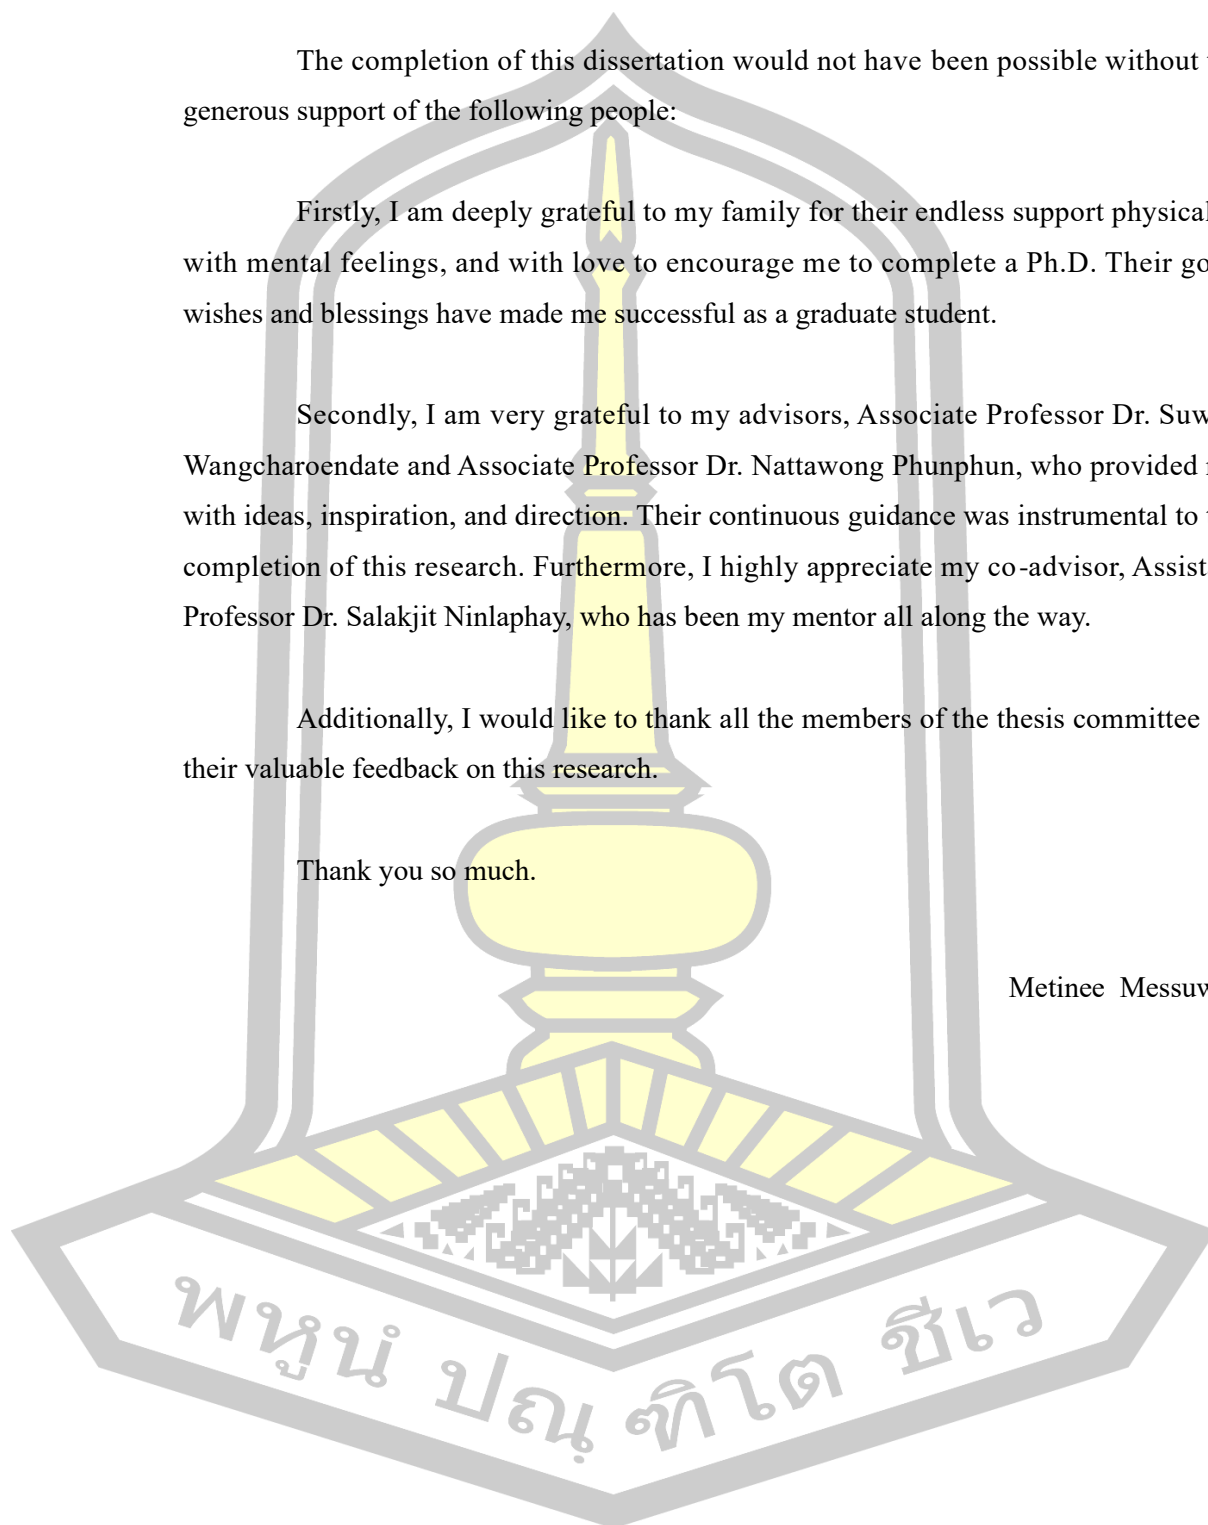 The completion of this dissertation would not have been possible without
generous support of the following people:
Firstly, I am deeply grateful to my family for their endless support physical
with mental feelings, and with love to encourage me to complete a Ph.D. Their go
wishes and blessings have made me successful as a graduate student.
Secondly, I am very grateful to my advisors, Associate Professor Dr. Suw
Wangcharoendate and Associate Professor Dr. Nattawong Phunphun, who provided
with ideas, inspiration, and direction. Their continuous guidance was instrumental to
completion of this research. Furthermore, I highly appreciate my co-advisor, Assist
Professor Dr. Salakjit Ninlaphay, who has been my mentor all along the way.
Additionally, I would like to thank all the members of the thesis committee
their valuable feedback on this research.
Thank you so much.
Metinee Messuw
พหูนํ ปณฺ ฑิโต ชีเว